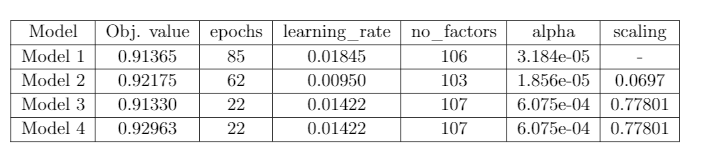 Model Obj. value epochs learning_rate no_factors alpha scaling
Model 1 0.91365 85 0.01845 106 3.184e-05 -
Model 2 0.92175 62 0.00950 103 1.856e-05 0.0697
Model 3 0.91330 22 0.01422 107 6.075e-04 0.77801
Model 4 0.92963 22 0.01422 107 6.075e-04 0.77801